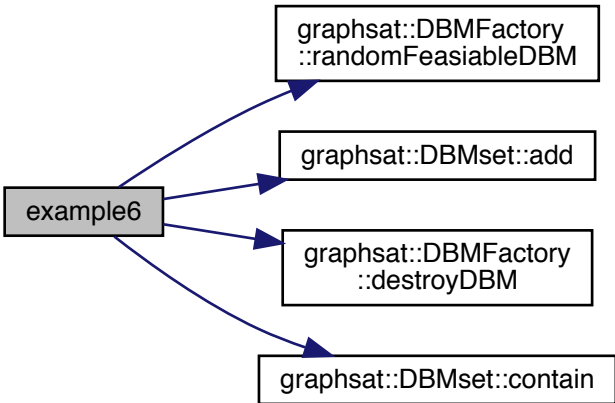 graphsat::DBMFactory
::randomFeasiableDBM
graphsat::DBMset::add
example6
graphsat::DBMFactory
::destroyDBM
graphsat::DBMset::contain